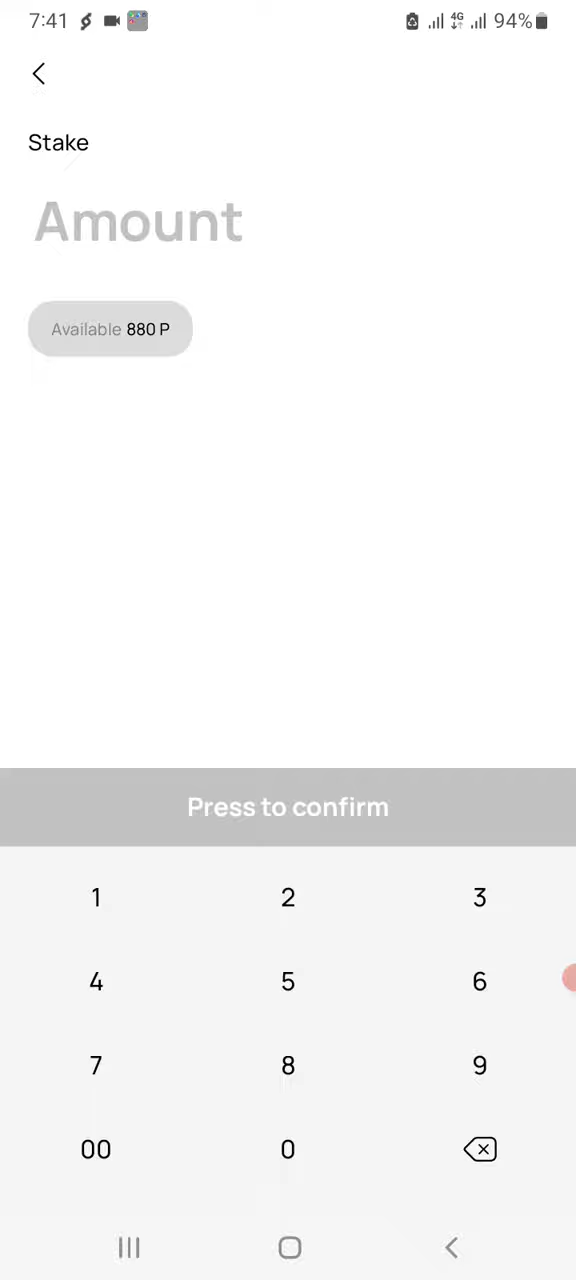 7:41 4G 94%
Stake
Amount
Available 880 P
Press to confirm
1 2 3
4 5 6
7 8 9
00 0